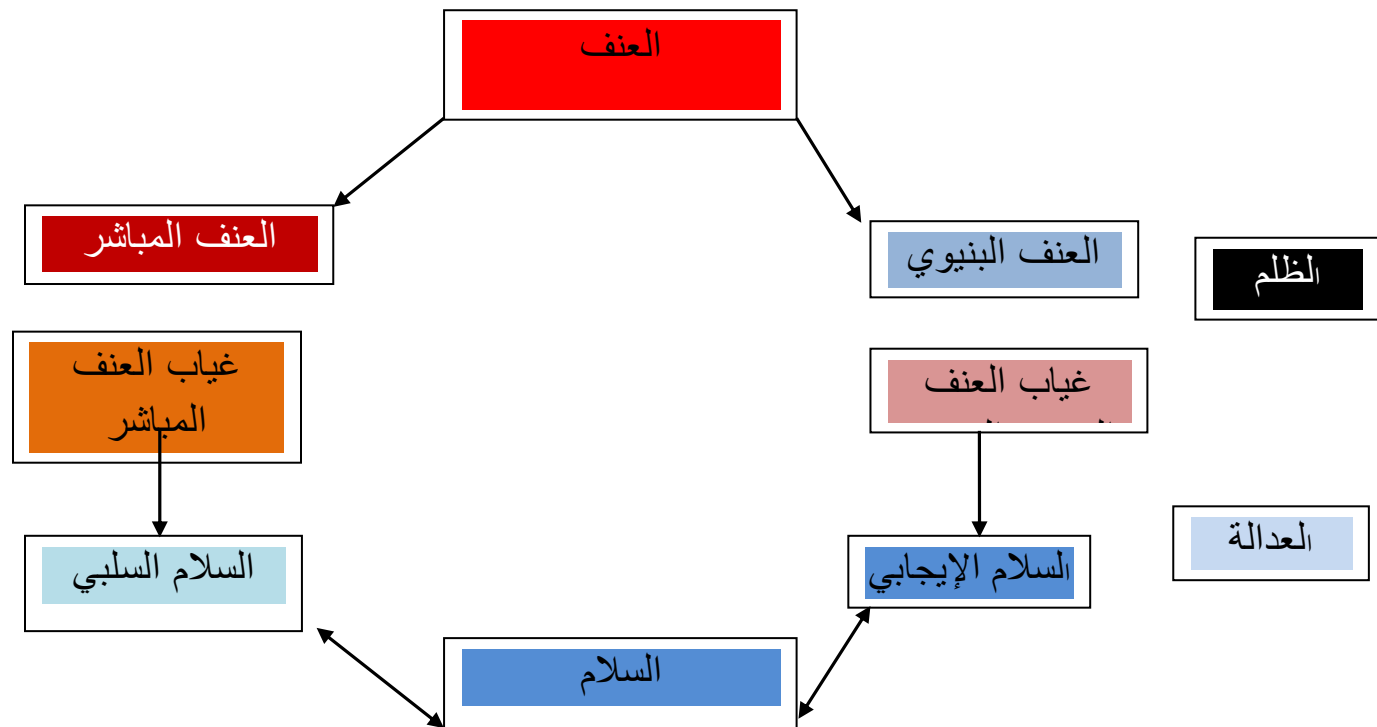 العنف
العنف المباشر
العنف البنيوي
الظلم
غياب العنف
المباشر
غياب العنف
السلام السلبي
السلام الإيجابي
العدالة
السلام